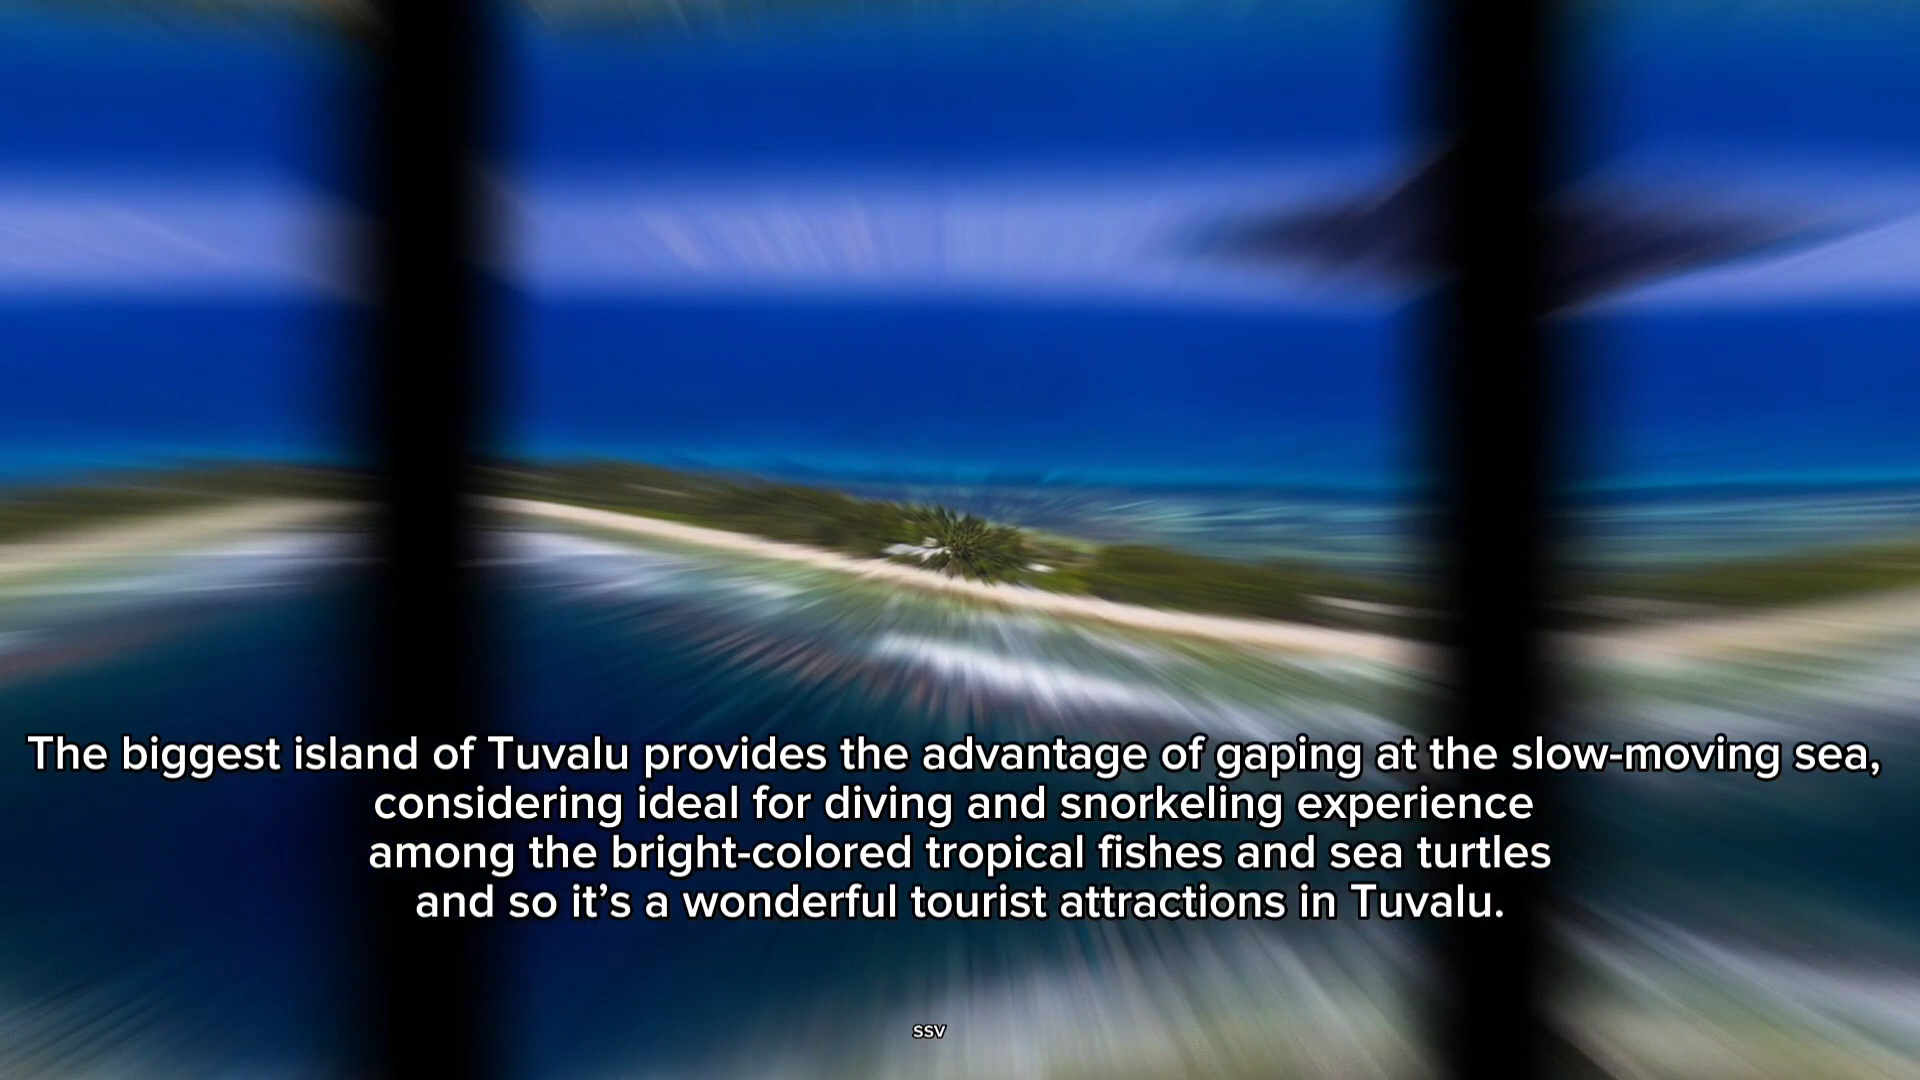 The biggest island of Tuvalu provides the advantage of gaping at the slow-moving sea,
considering ideal for diving and snorkeling experience
among the bright-colored tropical fishes and sea turtles
and so it’s a wonderful tourist attractions in Tuvalu.
SSV